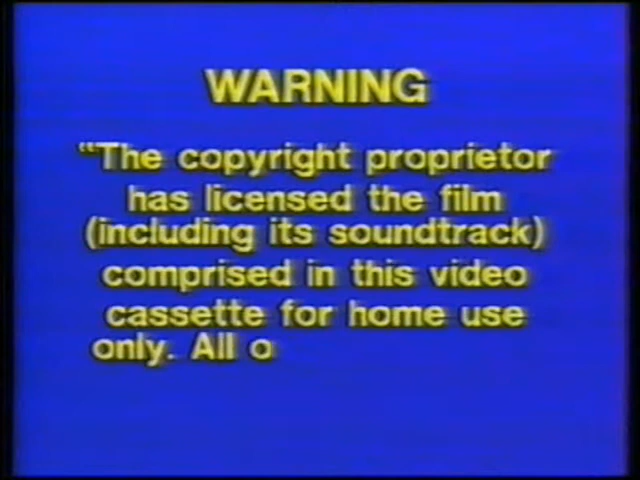 WARNING
"The copyright proprietor
has licensed the film
(including its soundtrack)
comprised in this video
cassette for home use
only. All o